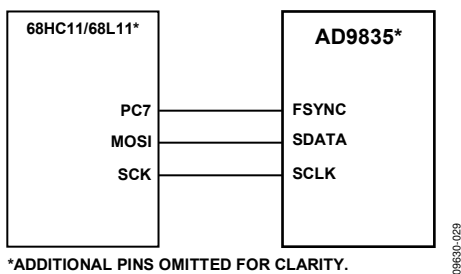 68HC11/68L11*
AD9835*
PC7
FSYNC
MOSI
SDATA
SCK
SCLK
*ADDITIONAL PINS OMITTED FOR CLARITY.
09630-029